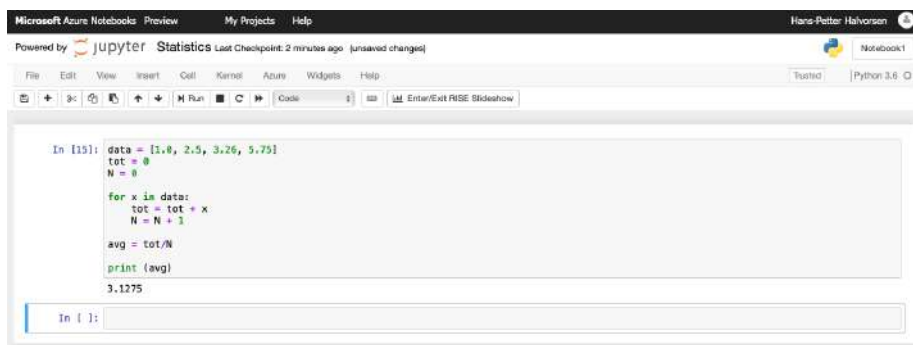 Microsoft Azure Notebooks Preview My Projects Help Hans-Petter Halvorsen
Powered by jupyter Statistics Last Checkpoint: 2 minutes ago (unsaved changes) Notebook1
File Edit View Insert Cell Kernel Azure Widgets Help Trusted Python 3.6
Run Code Enter/Exit RISE Slideshow
In [15]: data = [1.0, 2.5, 3.26, 5.75]
tot = 0
N = 0
for x in data:
tot = tot + x
N = N + 1
avg = tot/N
print (avg)
3.1275
In [ ]: